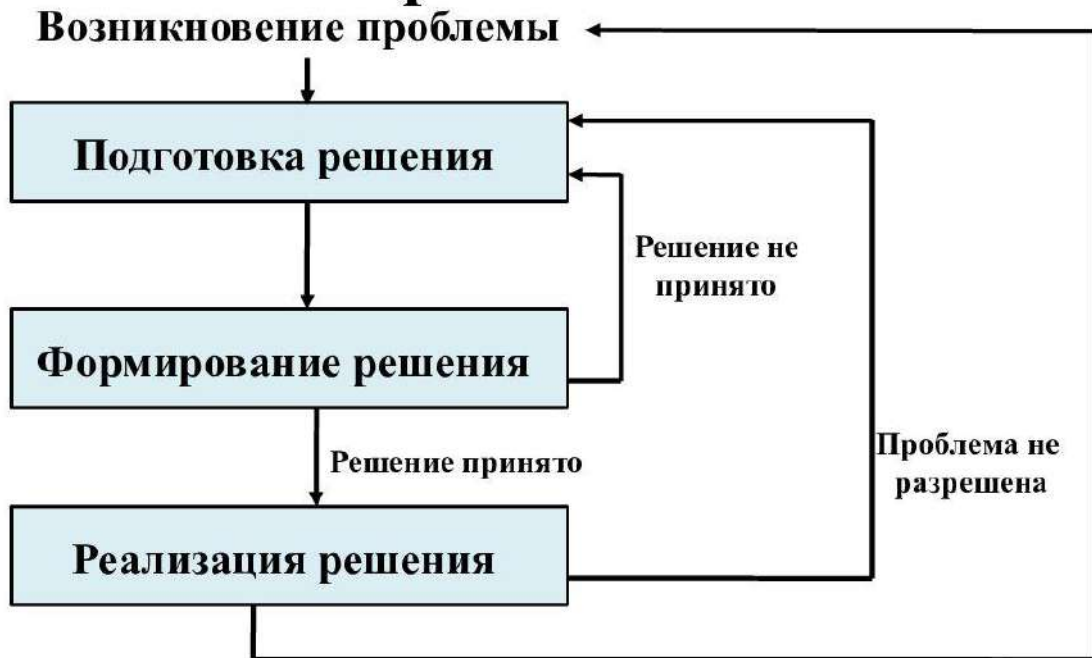 Возникновение проблемы
Подготовка решения
Решение не
принято
Формирование решения
Решение принято
Проблема не
разрешена
Реализация решения